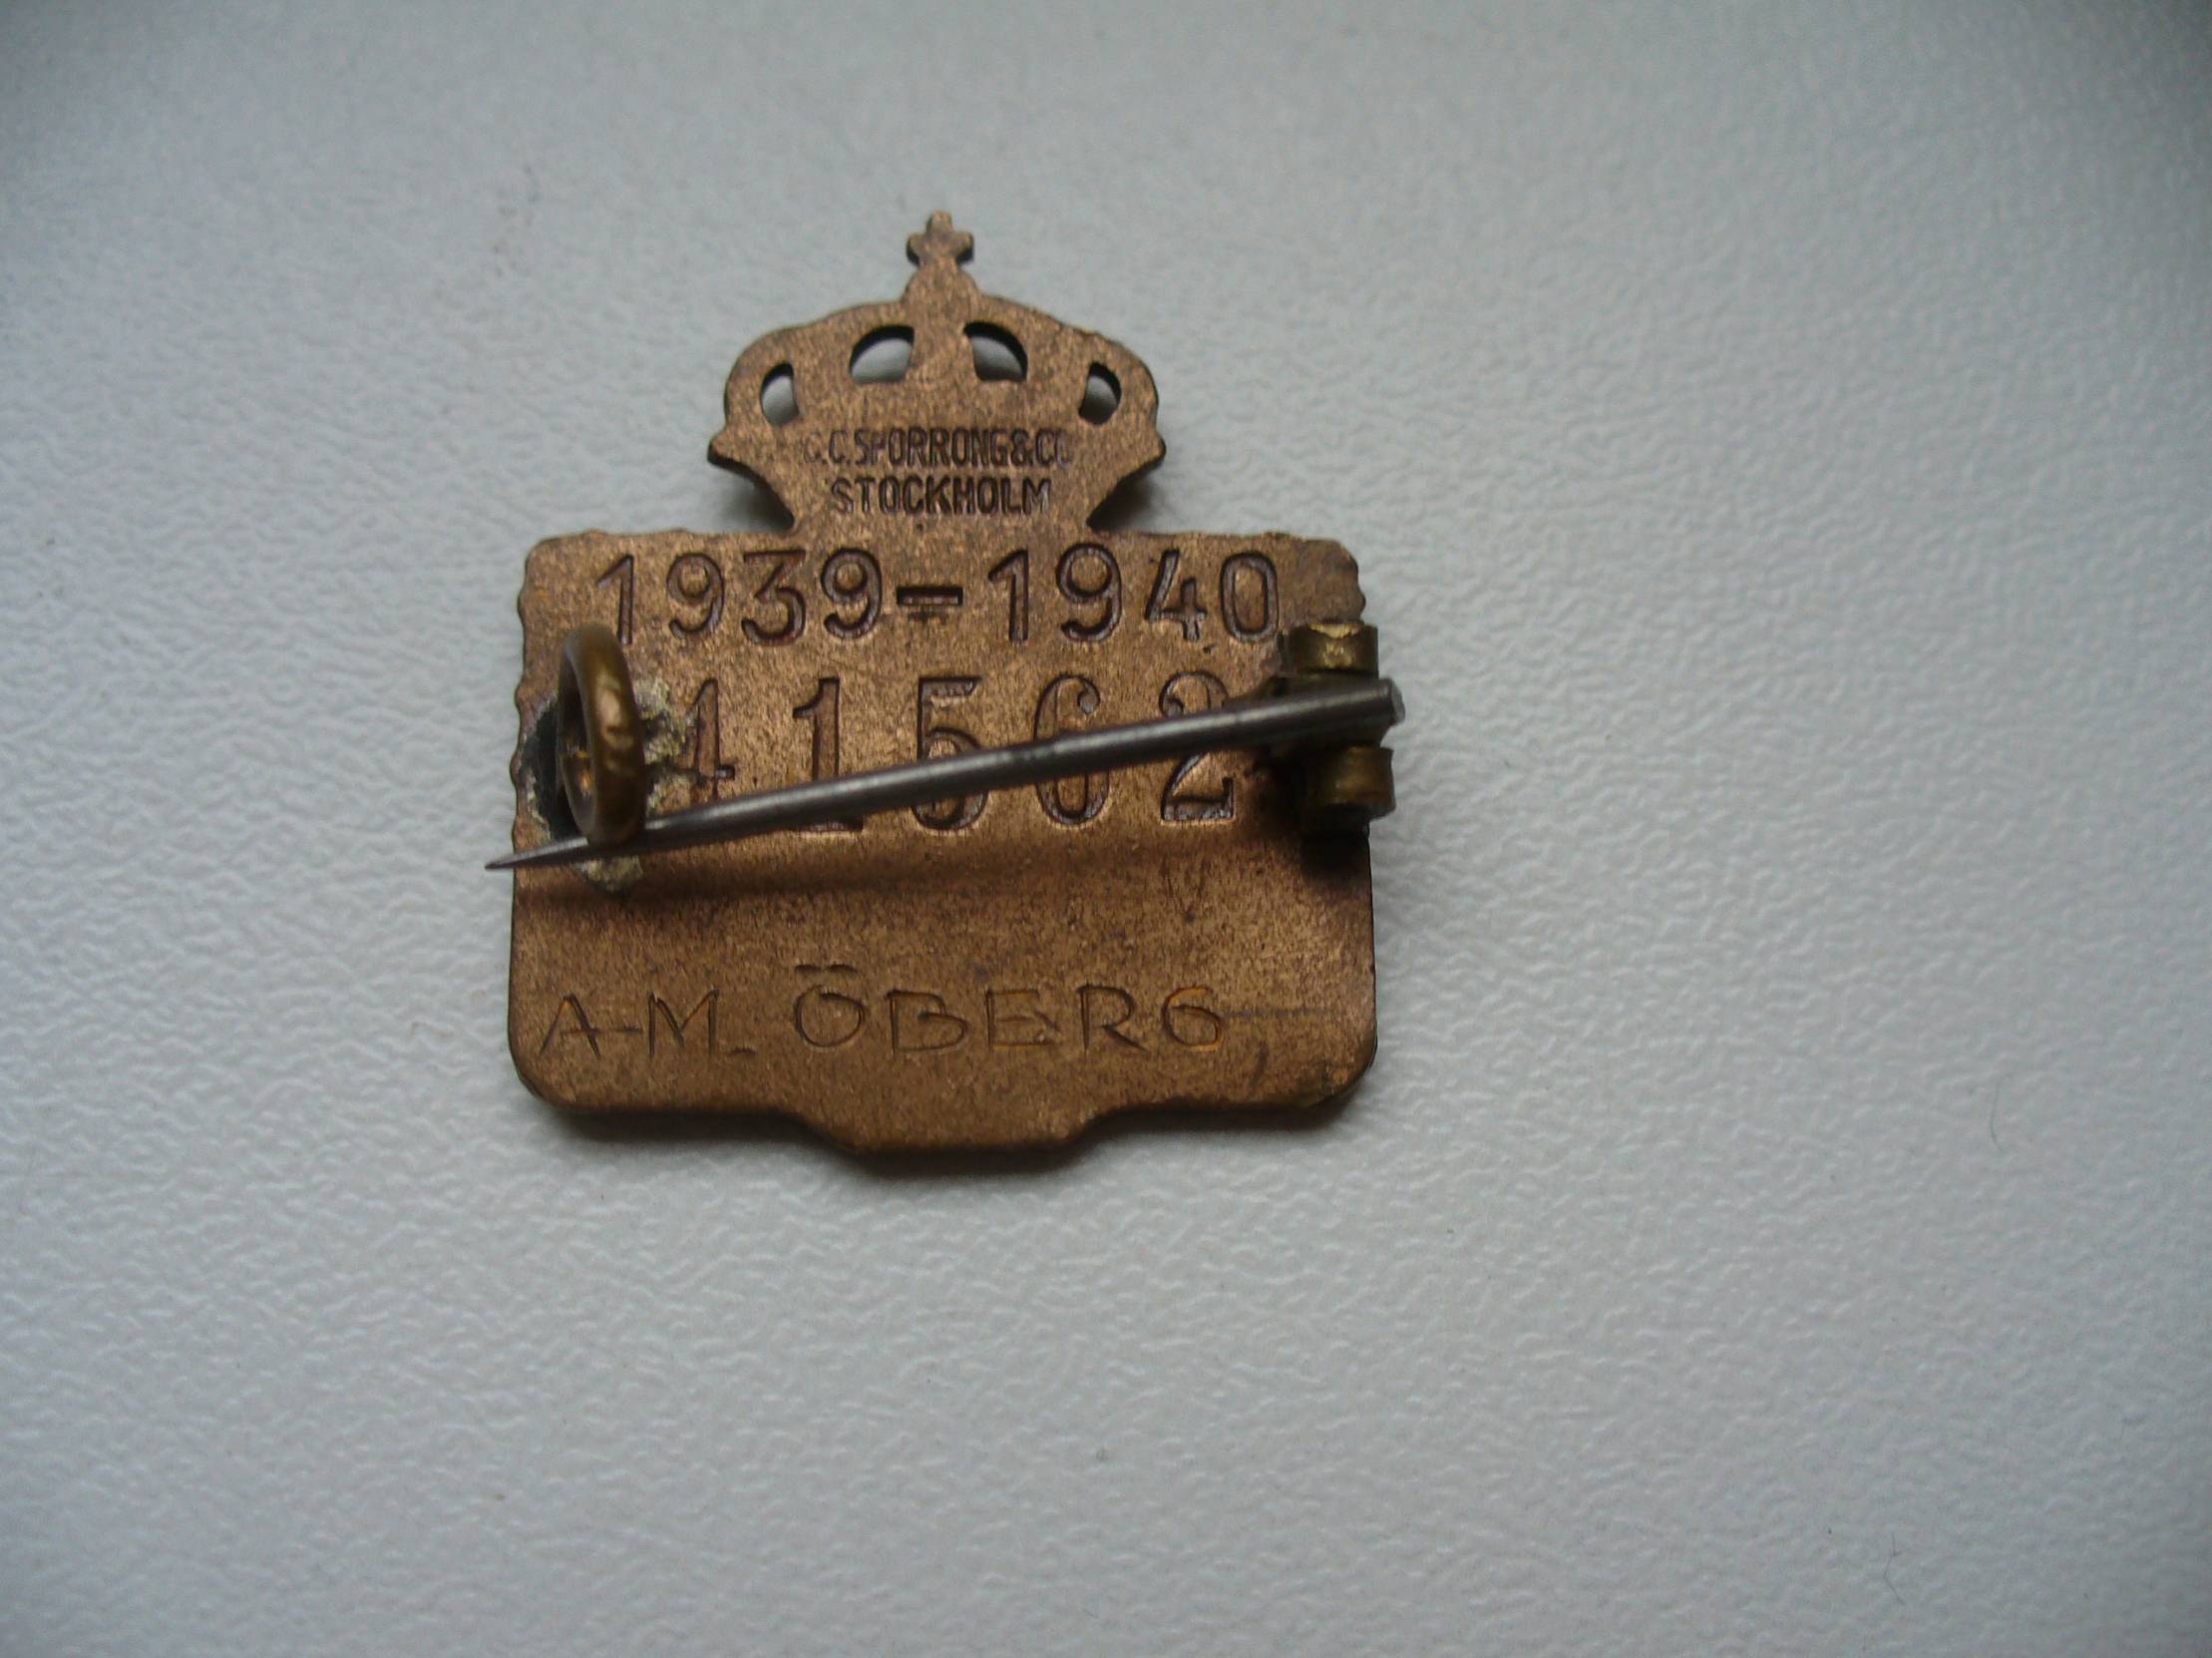 C.C.SPORRONG&CO
STOCKHOLM
1939-1940
41562
A-M. ÖBERG